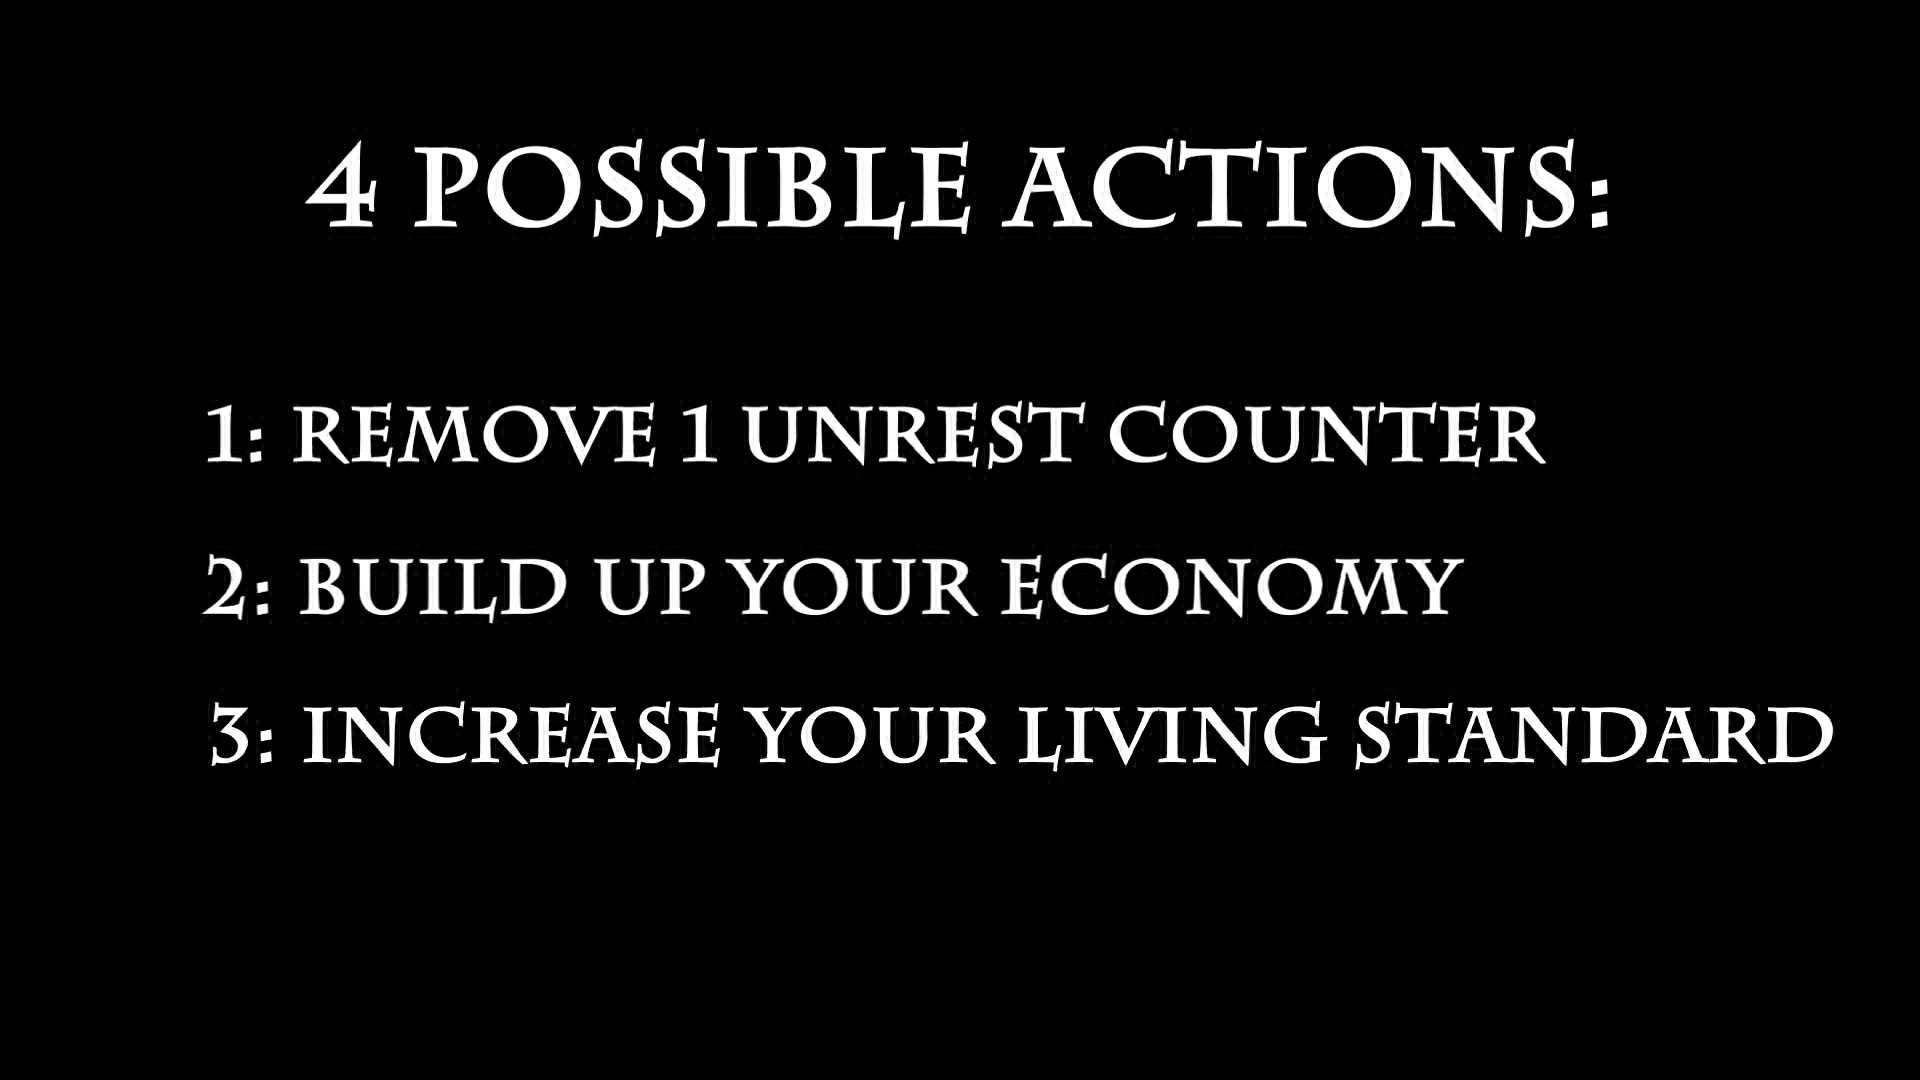 4 POSSIBLE ACTIONS:
1: REMOVE 1 UNREST COUNTER
2: BUILD UP YOUR ECONOMY
3: INCREASE YOUR LIVING STANDARD